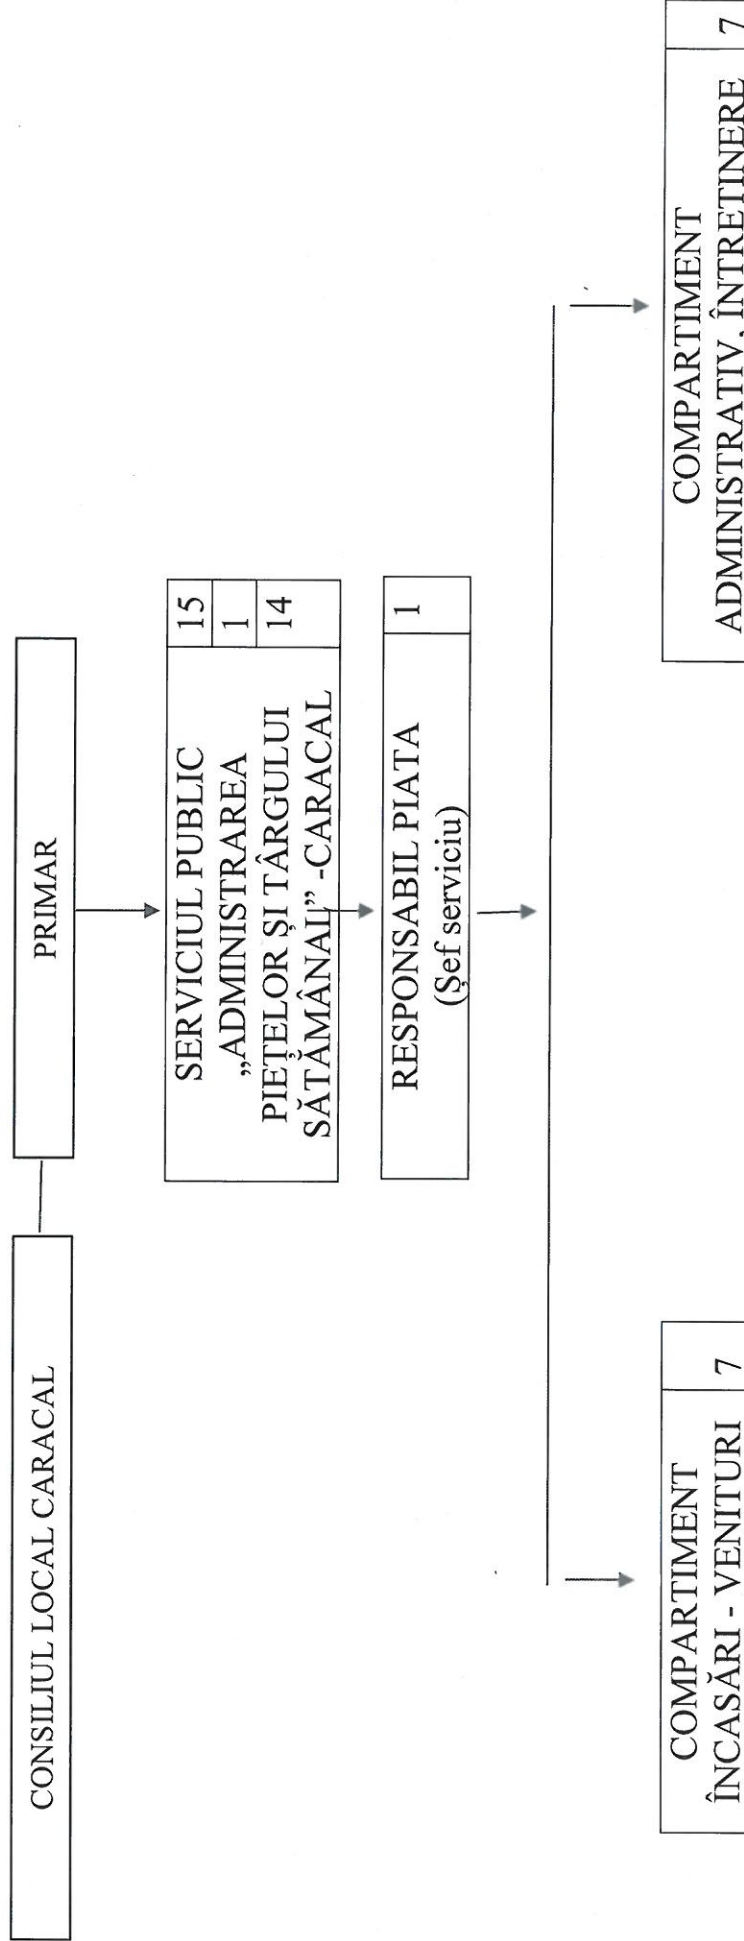 CONSILIUL LOCAL CARACAL
PRIMAR
SERVICIUL PUBLIC
„ADMINISTRAREA
PIEȚELOR ȘI TÂRGULUI
SĂTĂMÂNAL” -CARACAL
15
1
14
RESPONSABIL PIATA
(Șef serviciu)
1
COMPARTIMENT
ÎNCASĂRI - VENITURI
7
COMPARTIMENT
ADMINISTRATIV, ÎNTREȚINERE
7